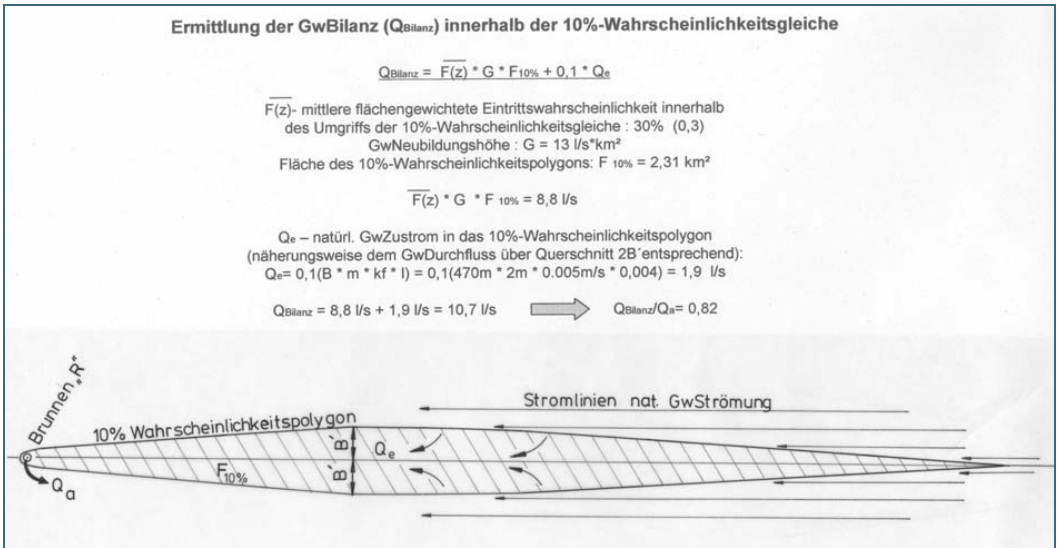 Ermittlung der GwBilanz (QBilanz) innerhalb der 10%-Wahrscheinlichkeitsgleiche
QBilanz = F(z) * G * F10% + 0,1 * Qe
F(z)- mittlere flächengewichtete Eintrittswahrscheinlichkeit innerhalb
des Umgriffs der 10%-Wahrscheinlichkeitsgleiche : 30% (0,3)
GwNeubildungshöhe : G = 13 l/s*km²
Fläche des 10%-Wahrscheinlichkeitspolygons: F 10% = 2,31 km²
F(z) * G * F 10% = 8,8 l/s
Qe – natürl. GwZustrom in das 10%-Wahrscheinlichkeitspolygon
(näherungsweise dem GwDurchfluss über Querschnitt 2B´entsprechend):
Qe= 0,1(B * m * kf * I) = 0,1(470m * 2m * 0.005m/s * 0,004) = 1,9 l/s
QBilanz = 8,8 l/s + 1,9 l/s = 10,7 l/s QBilanz/Qa= 0,82
Brunnen „R"
10% Wahrscheinlichkeitspolygon
Stromlinien nat. GwStrömung
B'
Qe
B'
F10%
Qa